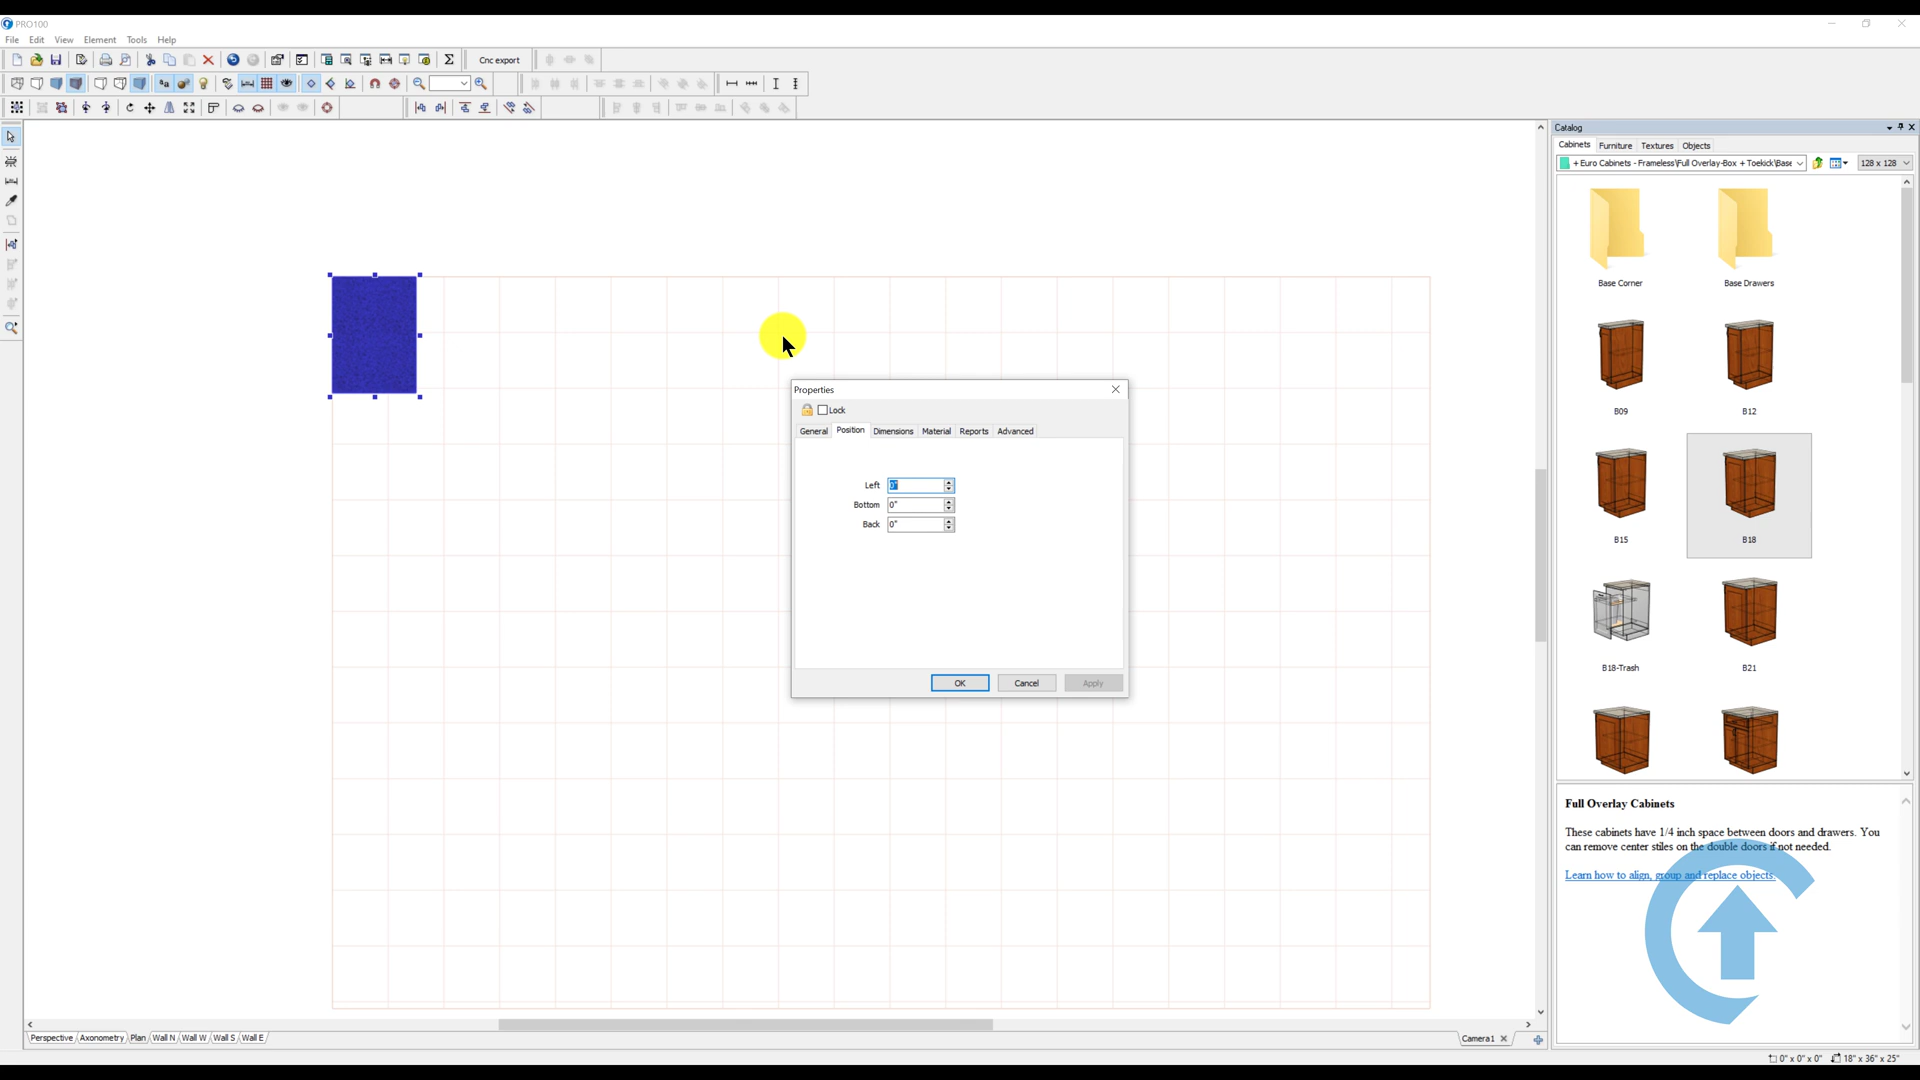 PRO100
File Edit View Element Tools Help
Cnc export
Catalog
Cabinets Furniture Textures Objects
+ Euro Cabinets - Frameless\Full Overlay-Box + Toekick\Base
128 x 128
Base Corner Base Drawers
B09 B12
B15 B18
B18-Trash B21
Properties
Lock
General Position Dimensions Material Reports Advanced
Left 0"
Bottom 0"
Back 0"
OK Cancel Apply
Full Overlay Cabinets
These cabinets have 1/4 inch space between doors and drawers. You
can remove center stiles on the double doors if not needed.
Learn how to align, group and replace objects.
Perspective Axonometry Plan Wall N Wall W Wall S Wall E
Camera1
0" x 0" x 0" 18" x 36" x 25"